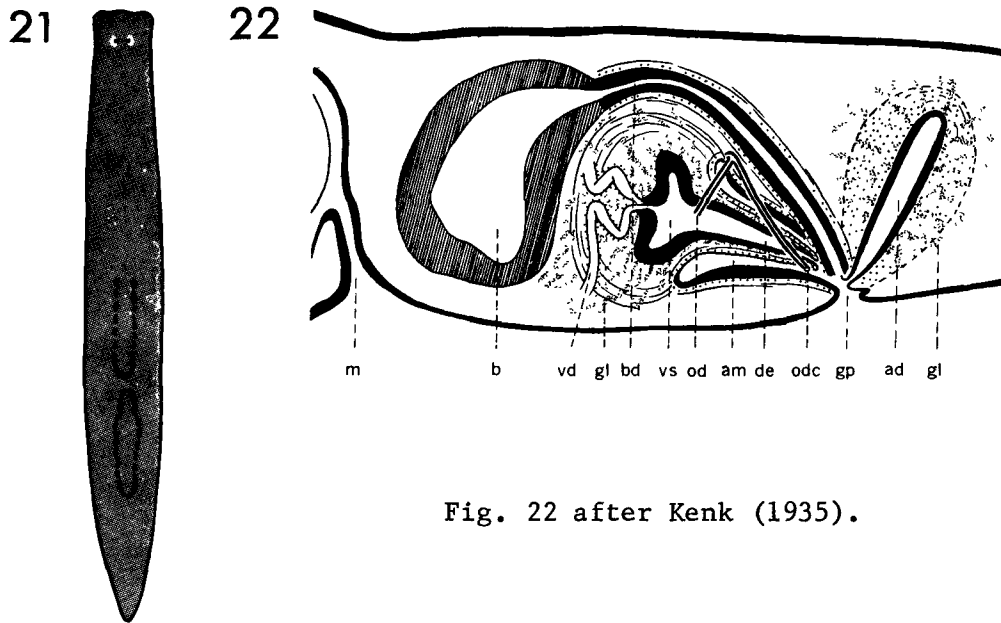 21
22
m b vd gl bd vs od am de odc gp ad gl
Fig. 22 after Kenk (1935).